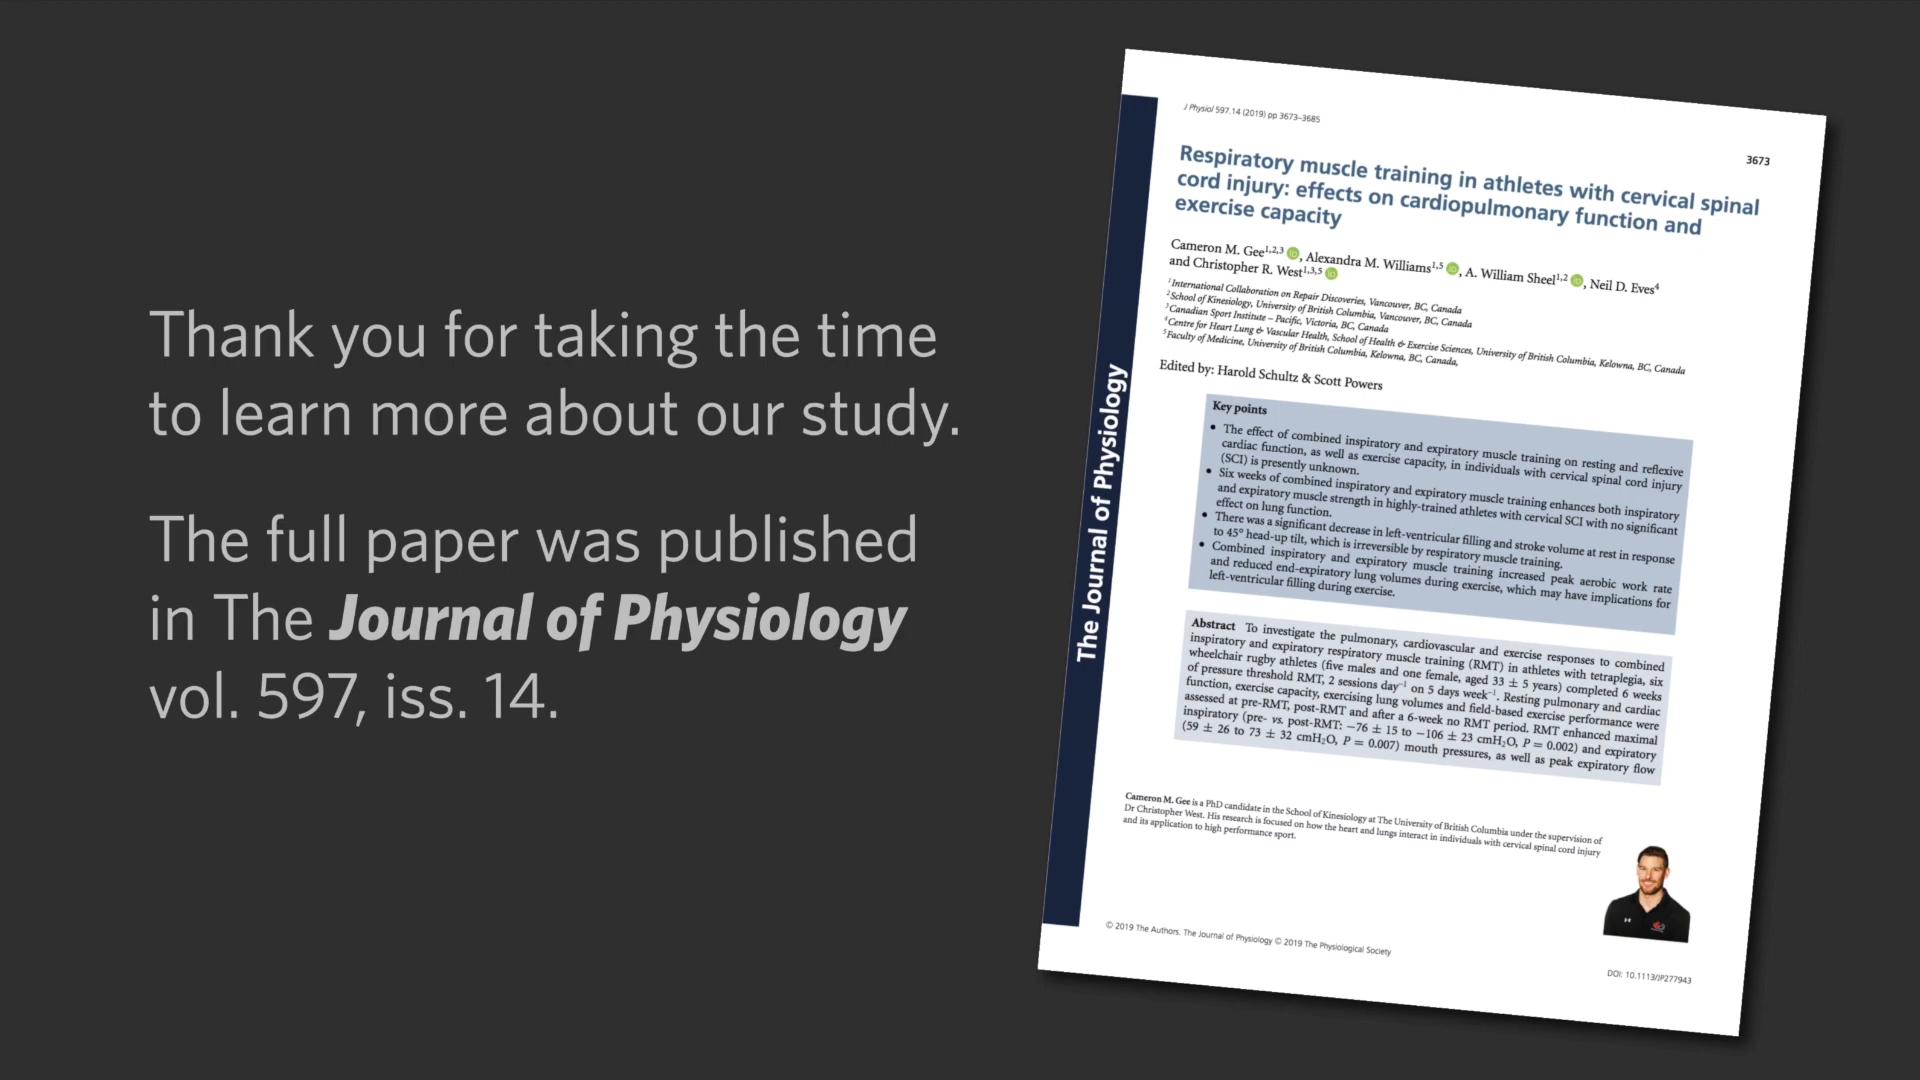 Thank you for taking the time
to learn more about our study.
The full paper was published
in The Journal of Physiology
vol. 597, iss. 14.
The Journal of Physiology
J Physiol 597.14 (2019) pp 3673–3685
3673
Respiratory muscle training in athletes with cervical spinal
cord injury: effects on cardiopulmonary function and
exercise capacity
Cameron M. Gee1,2,3 iD, Alexandra M. Williams1,5 iD, A. William Sheel1,2 iD, Neil D. Eves4
and Christopher R. West1,3,5 iD
1International Collaboration on Repair Discoveries, Vancouver, BC, Canada
2School of Kinesiology, University of British Columbia, Vancouver, BC, Canada
3Canadian Sport Institute – Pacific, Victoria, BC, Canada
4Centre for Heart Lung & Vascular Health, School of Health & Exercise Sciences, University of British Columbia, Kelowna, BC, Canada
5Faculty of Medicine, University of British Columbia, Kelowna, BC, Canada,
Edited by: Harold Schultz & Scott Powers
Key points
• The effect of combined inspiratory and expiratory muscle training on resting and reflexive
cardiac function, as well as exercise capacity, in individuals with cervical spinal cord injury
(SCI) is presently unknown.
• Six weeks of combined inspiratory and expiratory muscle training enhances both inspiratory
and expiratory muscle strength in highly-trained athletes with cervical SCI with no significant
effect on lung function.
• There was a significant decrease in left-ventricular filling and stroke volume at rest in response
to 45° head-up tilt, which is irreversible by respiratory muscle training.
• Combined inspiratory and expiratory muscle training increased peak aerobic work rate
and reduced end-expiratory lung volumes during exercise, which may have implications for
left-ventricular filling during exercise.
Abstract To investigate the pulmonary, cardiovascular and exercise responses to combined
inspiratory and expiratory respiratory muscle training (RMT) in athletes with tetraplegia, six
wheelchair rugby athletes (five males and one female, aged 33 ± 5 years) completed 6 weeks
of pressure threshold RMT, 2 sessions day−1 on 5 days week−1. Resting pulmonary and cardiac
function, exercise capacity, exercising lung volumes and field-based exercise performance were
assessed at pre-RMT, post-RMT and after a 6-week no RMT period. RMT enhanced maximal
inspiratory (pre- vs. post-RMT: −76 ± 15 to −106 ± 23 cmH2O, P = 0.002) and expiratory
(59 ± 26 to 73 ± 32 cmH2O, P = 0.007) mouth pressures, as well as peak expiratory flow
Cameron M. Gee is a PhD candidate in the School of Kinesiology at The University of British Columbia under the supervision of
Dr Christopher West. His research is focused on how the heart and lungs interact in individuals with cervical spinal cord injury
and its application to high performance sport.
© 2019 The Authors. The Journal of Physiology © 2019 The Physiological Society
DOI: 10.1113/JP277943